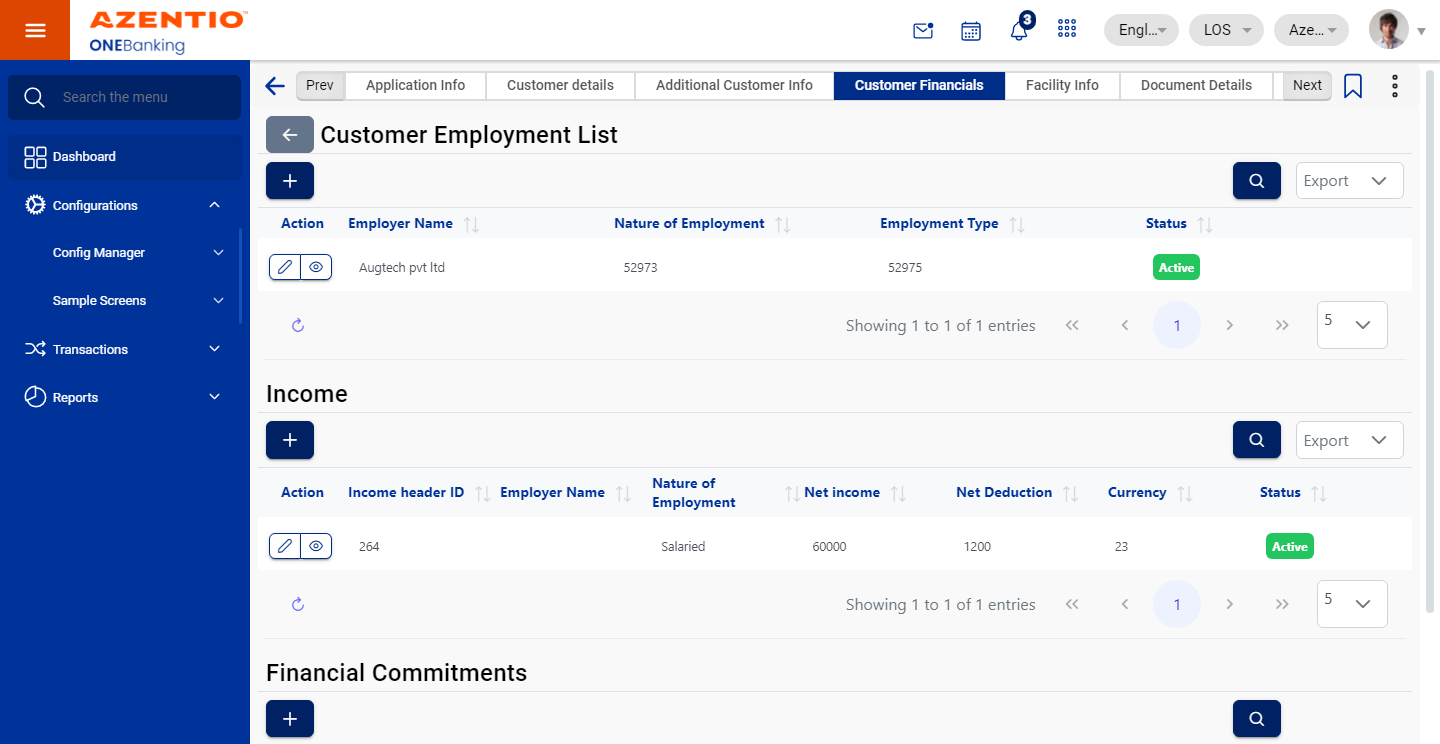 AZENTIO™
ONEBanking
3
Engl...
LOS
Aze...
Search the menu
Dashboard
Configurations
Config Manager
Sample Screens
Transactions
Reports
Prev
Application Info
Customer details
Additional Customer Info
Customer Financials
Facility Info
Document Details
Next
Customer Employment List
Export
Action Employer Name Nature of Employment Employment Type Status
Augtech pvt ltd 52973 52975 Active
Showing 1 to 1 of 1 entries 1 5
Income
Export
Action Income header ID Employer Name Nature of Employment Net income Net Deduction Currency Status
264 Salaried 60000 1200 23 Active
Showing 1 to 1 of 1 entries 1 5
Financial Commitments